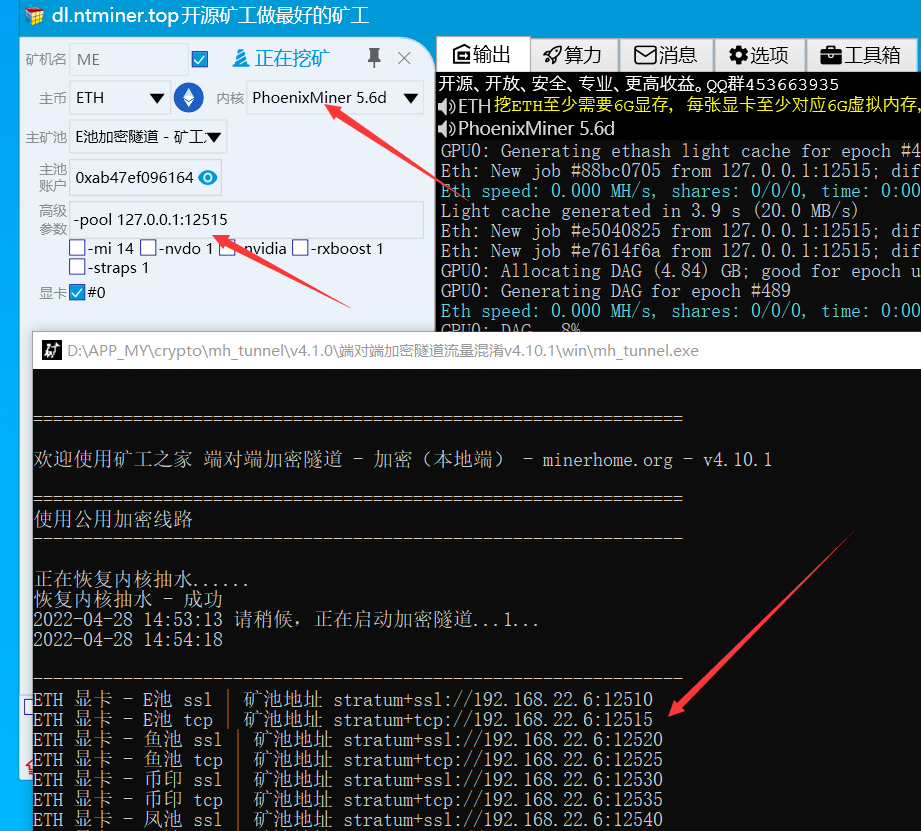 dl.ntminer.top开源矿工做最好的矿工
矿机名 ME 正在挖矿
主币 ETH 内核 PhoenixMiner 5.6d
主矿池 E池加密隧道 - 矿工
主池账户 0xab47ef096164
高级参数 -pool 127.0.0.1:12515
-mi 14 -nvdo 1 -nvidia -rxboost 1
-straps 1
显卡 #0
输出 算力 消息 选项 工具箱
开源、开放、安全、专业、更高收益。QQ群453663935
ETH 挖ETH至少需要6G显存, 每张显卡至少对应6G虚拟内存,
PhoenixMiner 5.6d
GPU0: Generating ethash light cache for epoch #4
Eth: New job #88bc0705 from 127.0.0.1:12515; dif
Eth speed: 0.000 MH/s, shares: 0/0/0, time: 0:00
Light cache generated in 3.9 s (20.0 MB/s)
Eth: New job #e5040825 from 127.0.0.1:12515; dif
Eth: New job #e7614f6a from 127.0.0.1:12515; dif
GPU0: Allocating DAG (4.84) GB; good for epoch u
GPU0: Generating DAG for epoch #489
Eth speed: 0.000 MH/s, shares: 0/0/0, time: 0:00
GPU0: DAG 8%
D:\APP_MY\crypto\mh_tunnel\v4.1.0\端对端加密隧道流量混淆v4.10.1\win\mh_tunnel.exe
欢迎使用矿工之家 端对端加密隧道 - 加密（本地端） - minerhome.org - v4.10.1
使用公用加密线路
正在恢复内核抽水......
恢复内核抽水 - 成功
2022-04-28 14:53:13 请稍候，正在启动加密隧道...1...
2022-04-28 14:54:18
ETH 显卡 - E池 ssl | 矿池地址 stratum+ssl://192.168.22.6:12510
ETH 显卡 - E池 tcp | 矿池地址 stratum+tcp://192.168.22.6:12515
ETH 显卡 - 鱼池 ssl | 矿池地址 stratum+ssl://192.168.22.6:12520
ETH 显卡 - 鱼池 tcp | 矿池地址 stratum+tcp://192.168.22.6:12525
ETH 显卡 - 币印 ssl | 矿池地址 stratum+ssl://192.168.22.6:12530
ETH 显卡 - 币印 tcp | 矿池地址 stratum+tcp://192.168.22.6:12535
ETH 显卡 - 凤池 ssl | 矿池地址 stratum+ssl://192.168.22.6:12540